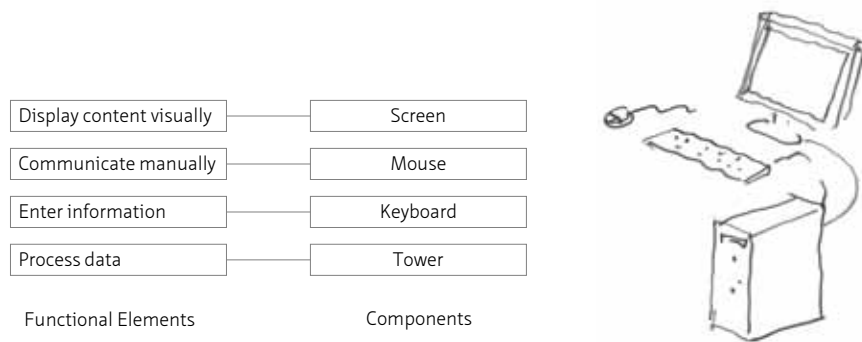 Display content visually
Screen
Communicate manually
Mouse
Enter information
Keyboard
Process data
Tower
Functional Elements
Components